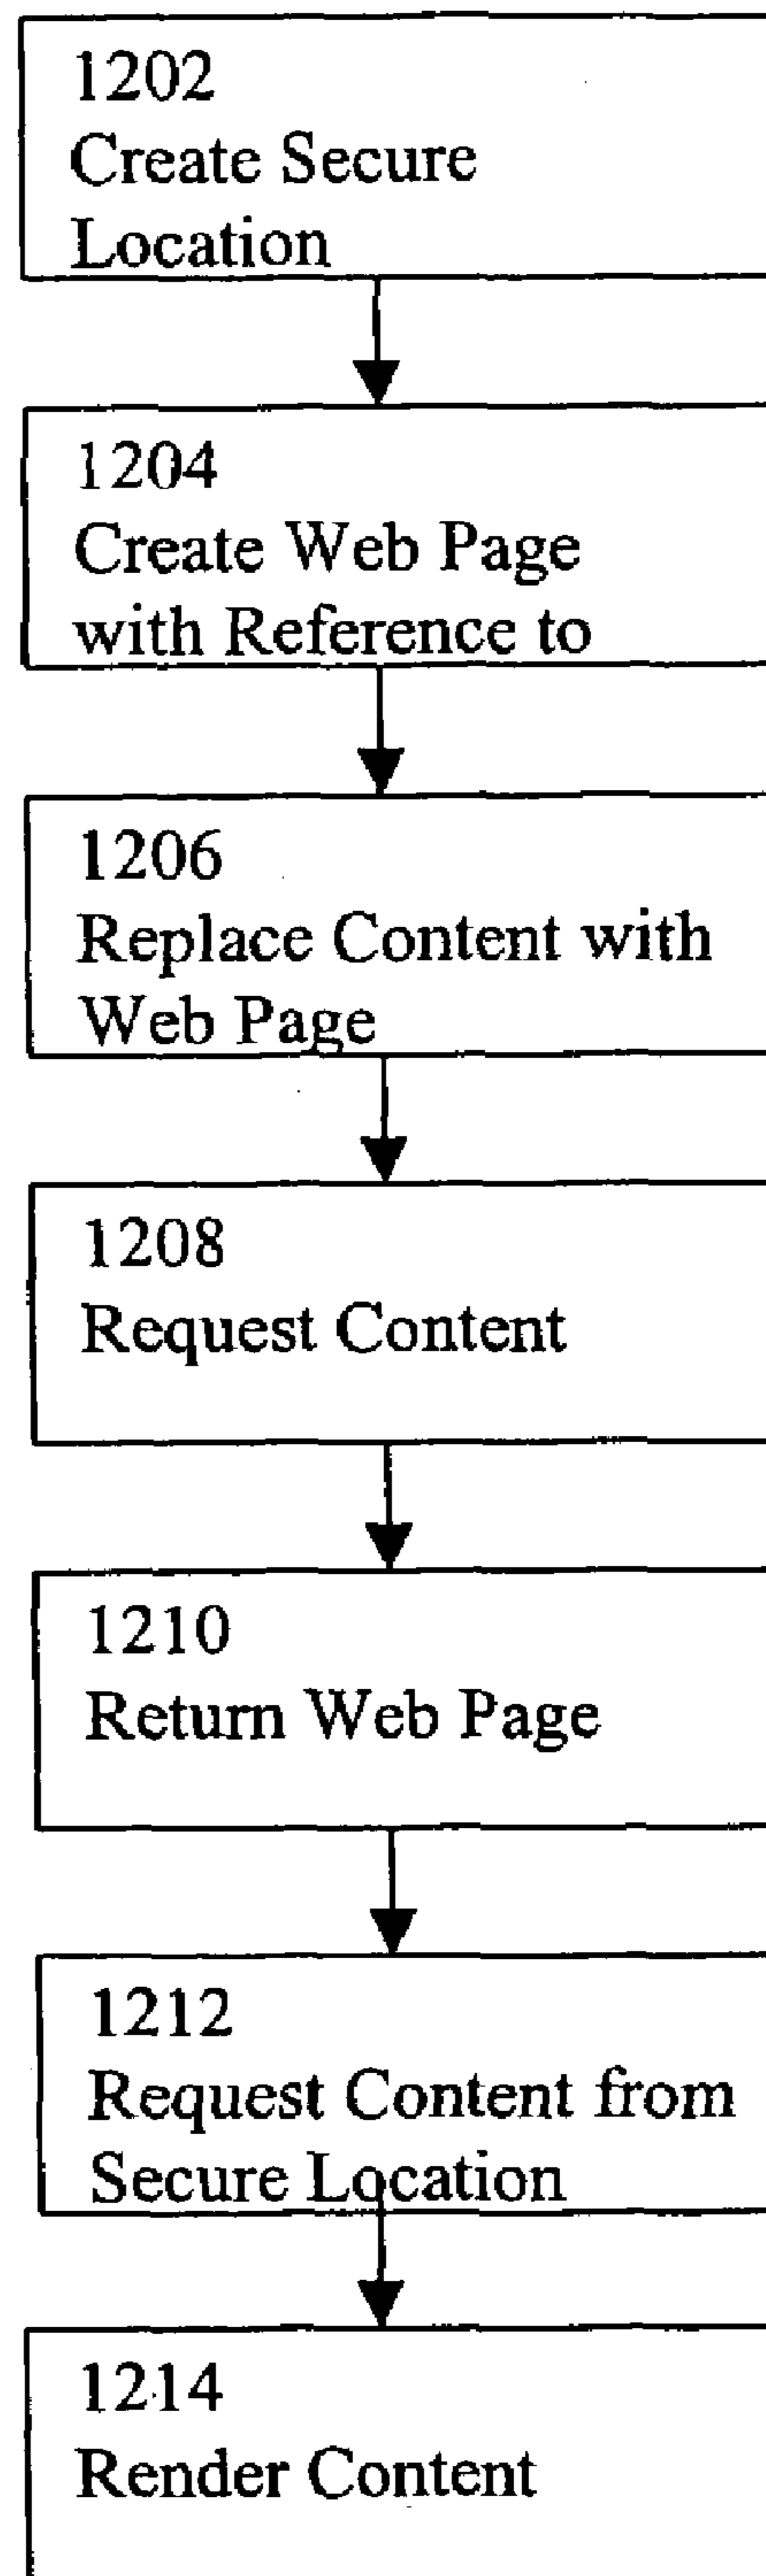 1202
Create Secure
Location
1204
Create Web Page
with Reference to
1206
Replace Content with
Web Page
1208
Request Content
1210
Return Web Page
1212
Request Content from
Secure Location
1214
Render Content